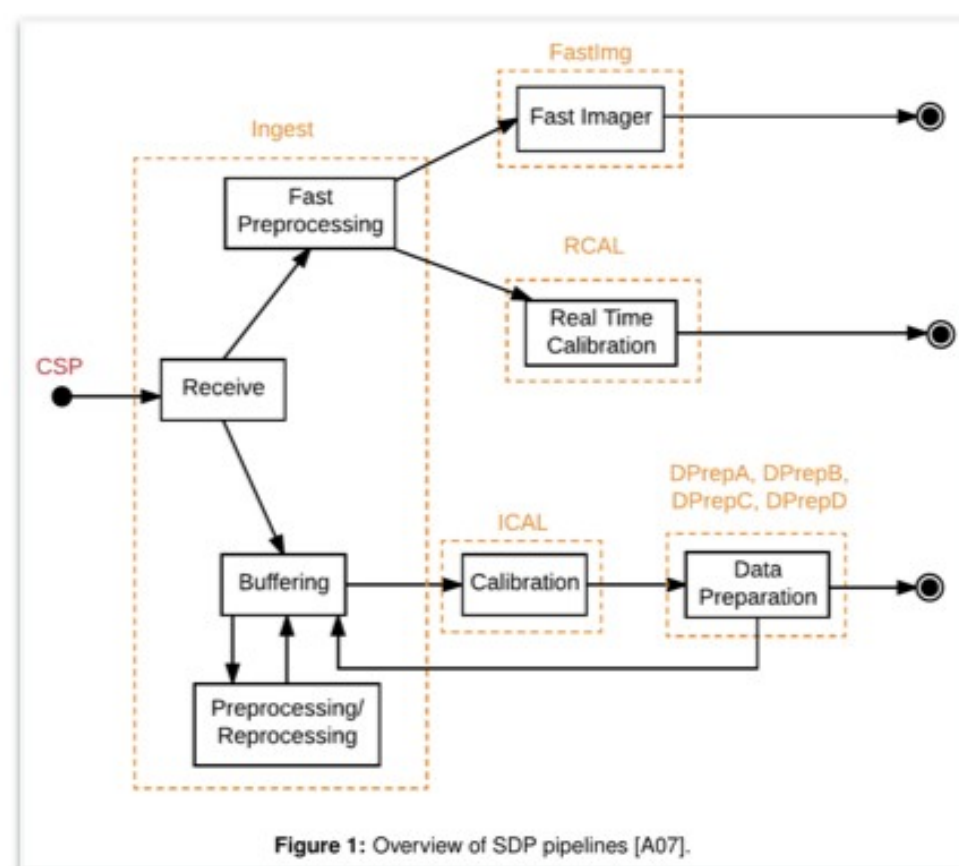 FastImg
Fast Imager
Ingest
Fast
Preprocessing
RCAL
Real Time
Calibration
CSP
Receive
DPrepA, DPrepB,
DPrepC, DPrepD
ICAL
Buffering
Calibration
Data
Preparation
Preprocessing/
Reprocessing
Figure 1: Overview of SDP pipelines [A07].